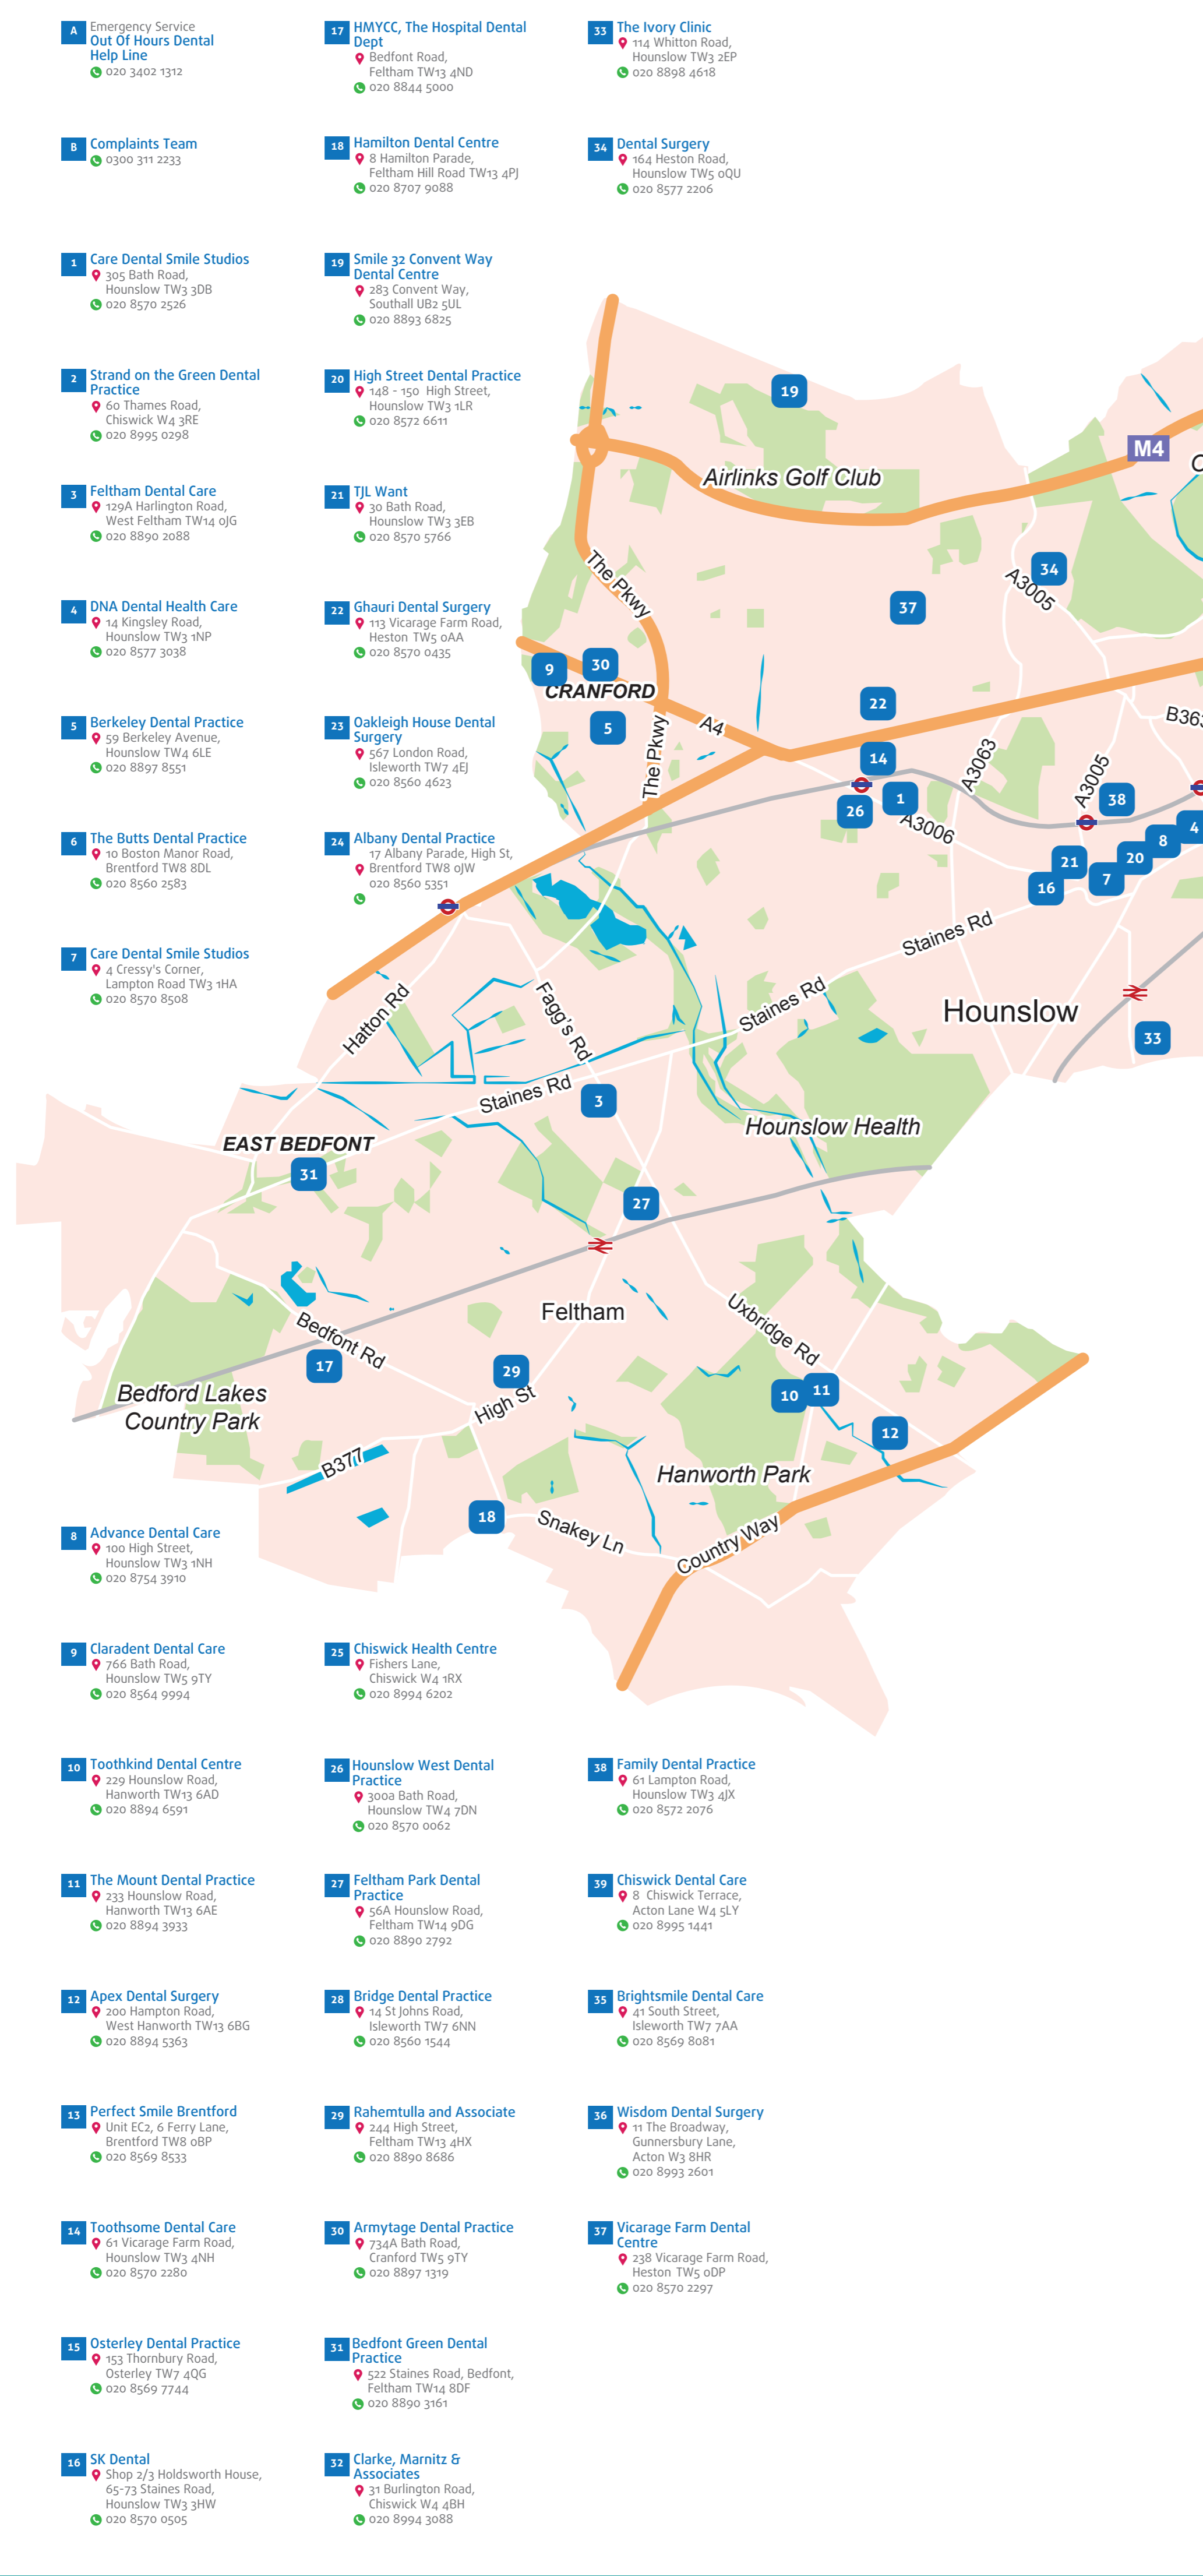 A
Emergency Service
Out Of Hours Dental
Help Line
020 3402 1312
B
Complaints Team
0300 311 2233
1
Care Dental Smile Studios
305 Bath Road,
Hounslow TW3 3DB
020 8570 2526
2
Strand on the Green Dental
Practice
60 Thames Road,
Chiswick W4 3RE
020 8995 0298
3
Feltham Dental Care
129A Harlington Road,
West Feltham TW14 0JG
020 8890 2088
4
DNA Dental Health Care
14 Kingsley Road,
Hounslow TW3 1NP
020 8577 3038
5
Berkeley Dental Practice
59 Berkeley Avenue,
Hounslow TW4 6LE
020 8897 8551
6
The Butts Dental Practice
10 Boston Manor Road,
Brentford TW8 8DL
020 8560 2583
7
Care Dental Smile Studios
4 Cressy's Corner,
Lampton Road TW3 1HA
020 8570 8508
17
HMYCC, The Hospital Dental
Dept
Bedfont Road,
Feltham TW13 4ND
020 8844 5000
18
Hamilton Dental Centre
8 Hamilton Parade,
Feltham Hill Road TW13 4PJ
020 8707 9088
19
Smile 32 Convent Way
Dental Centre
283 Convent Way,
Southall UB2 5UL
020 8893 6825
20
High Street Dental Practice
148 - 150 High Street,
Hounslow TW3 1LR
020 8572 6611
21
TJL Want
30 Bath Road,
Hounslow TW3 3EB
020 8570 5766
22
Ghauri Dental Surgery
113 Vicarage Farm Road,
Heston TW5 0AA
020 8570 0435
23
Oakleigh House Dental
Surgery
567 London Road,
Isleworth TW7 4EJ
020 8560 4623
24
Albany Dental Practice
17 Albany Parade, High St,
Brentford TW8 0JW
020 8560 5351
33
The Ivory Clinic
114 Whitton Road,
Hounslow TW3 2EP
020 8898 4618
34
Dental Surgery
164 Heston Road,
Hounslow TW5 0QU
020 8577 2206
19
M4
Airlinks Golf Club
C
The Pkwy
34
A3005
37
9
30
CRANFORD
22
5
A4
B363
The Pkwy
14
A3063
A3005
1
38
26
A3006
4
8
20
21
7
16
Staines Rd
Hatton Rd
Fagg's Rd
Staines Rd
Hounslow
33
Staines Rd
3
Hounslow Health
EAST BEDFONT
31
27
Feltham
Bedfont Rd
Uxbridge Rd
17
29
Bedford Lakes
Country Park
High St
10
11
12
B377
Hanworth Park
18
Snakey Ln
Country Way
8
Advance Dental Care
100 High Street,
Hounslow TW3 1NH
020 8754 3910
9
Claradent Dental Care
766 Bath Road,
Hounslow TW5 9TY
020 8564 9994
10
Toothkind Dental Centre
229 Hounslow Road,
Hanworth TW13 6AD
020 8894 6591
11
The Mount Dental Practice
233 Hounslow Road,
Hanworth TW13 6AE
020 8894 3933
12
Apex Dental Surgery
200 Hampton Road,
West Hanworth TW13 6BG
020 8894 5363
13
Perfect Smile Brentford
Unit EC2, 6 Ferry Lane,
Brentford TW8 0BP
020 8569 8533
14
Toothsome Dental Care
61 Vicarage Farm Road,
Hounslow TW3 4NH
020 8570 2280
15
Osterley Dental Practice
153 Thornbury Road,
Osterley TW7 4QG
020 8569 7744
16
SK Dental
Shop 2/3 Holdsworth House,
65-73 Staines Road,
Hounslow TW3 3HW
020 8570 0505
25
Chiswick Health Centre
Fishers Lane,
Chiswick W4 1RX
020 8994 6202
26
Hounslow West Dental
Practice
300a Bath Road,
Hounslow TW4 7DN
020 8570 0062
27
Feltham Park Dental
Practice
56A Hounslow Road,
Feltham TW14 9DG
020 8890 2792
28
Bridge Dental Practice
14 St Johns Road,
Isleworth TW7 6NN
020 8560 1544
29
Rahemtulla and Associate
244 High Street,
Feltham TW13 4HX
020 8890 8686
30
Armytage Dental Practice
734A Bath Road,
Cranford TW5 9TY
020 8897 1319
31
Bedfont Green Dental
Practice
522 Staines Road, Bedfont,
Feltham TW14 8DF
020 8890 3161
32
Clarke, Marnitz &
Associates
31 Burlington Road,
Chiswick W4 4BH
020 8994 3088
38
Family Dental Practice
61 Lampton Road,
Hounslow TW3 4JX
020 8572 2076
39
Chiswick Dental Care
8 Chiswick Terrace,
Acton Lane W4 5LY
020 8995 1441
35
Brightsmile Dental Care
41 South Street,
Isleworth TW7 7AA
020 8569 8081
36
Wisdom Dental Surgery
11 The Broadway,
Gunnersbury Lane,
Acton W3 8HR
020 8993 2601
37
Vicarage Farm Dental
Centre
238 Vicarage Farm Road,
Heston TW5 0DP
020 8570 2297